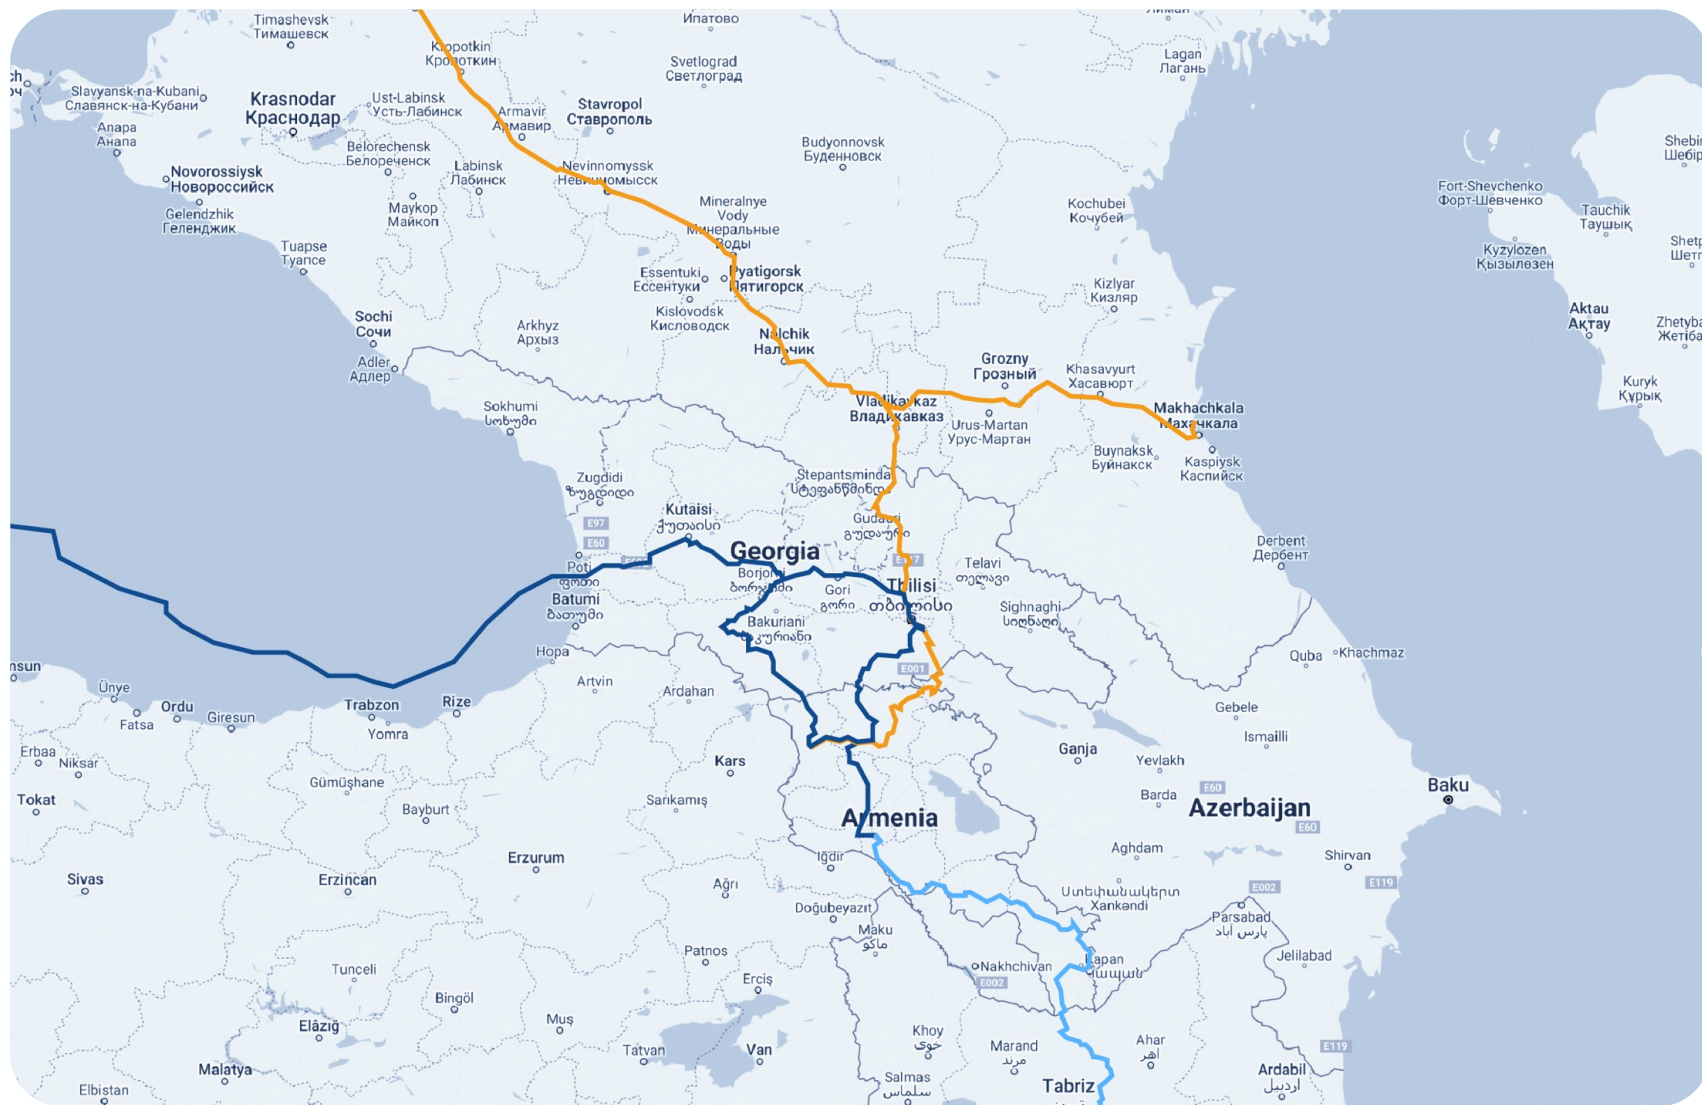 Timashevsk
Тимашевск
Ипатово
Лиман
Kropotkin
Кропоткин
Svetlograd
Светлоград
Lagan
Лагань
Slavyansk-na-Kubani
Славянск-на-Кубани
Krasnodar
Краснодар
Ust-Labinsk
Усть-Лабинск
Armavir
Армавир
Stavropol
Ставрополь
Anapa
Анапа
Belorechensk
Белореченск
Labinsk
Лабинск
Nevinnomyssk
Невинномысск
Budyonnovsk
Буденновск
Novorossiysk
Новороссийск
Gelendzhik
Геленджик
Maykop
Майкоп
Mineralnye
Vody
Минеральные
Воды
Kochubei
Кочубей
Fort-Shevchenko
Форт-Шевченко
Tauchik
Таушық
Kyzylozen
Қызылөзен
Tuapse
Туапсе
Essentuki
Ессентуки
Pyatigorsk
Пятигорск
Kislovodsk
Кисловодск
Kizlyar
Кизляр
Aktau
Ақтау
Sochi
Сочи
Arkhyz
Архыз
Nalchik
Нальчик
Adler
Адлер
Grozny
Грозный
Khasavyurt
Хасавюрт
Kuryk
Құрық
Sokhumi
სოხუმი
Vladikavkaz
Владикавказ
Urus-Martan
Урус-Мартан
Makhachkala
Махачкала
Buynaksk
Буйнакск
Kaspiysk
Каспийск
Zugdidi
ზუგდიდი
Stepantsminda
სტეფანწმინდა
Kutaisi
ქუთაისი
Gudauri
გუდაური
E97
E60
Georgia
Derbent
Дербент
Poti
ფოთი
Borjomi
ბორჯომი
Gori
გორი
Tbilisi
თბილისი
Telavi
თელავი
Batumi
ბათუმი
Bakuriani
ბაკურიანი
Sighnaghi
სიღნაღი
Hopa
E001
Quba
Khachmaz
Ünye
Fatsa
Ordu
Giresun
Trabzon
Yomra
Rize
Artvin
Ardahan
Gebele
Ismailli
Erbaa
Niksar
Tokat
Gümüşhane
Bayburt
Kars
Sarıkamış
Ganja
Yevlakh
Barda
E60
Azerbaijan
Baku
E60
Armenia
Sivas
Erzincan
Erzurum
Iğdır
Ağrı
Aghdam
Shirvan
E119
E002
Ստեփանակերտ
Xankəndi
Doğubeyazıt
Maku
ماکو
Parsabad
پارس آباد
Patnos
Nakhchivan
E002
Kapan
Կապան
Jelilabad
Tunceli
Bingöl
Erciş
Elâzığ
Muş
Tatvan
Van
Khoy
خوی
Marand
مرند
Ahar
اهر
E119
Malatya
Salmas
سلماس
Tabriz
Ardabil
اردبیل
Elbistan